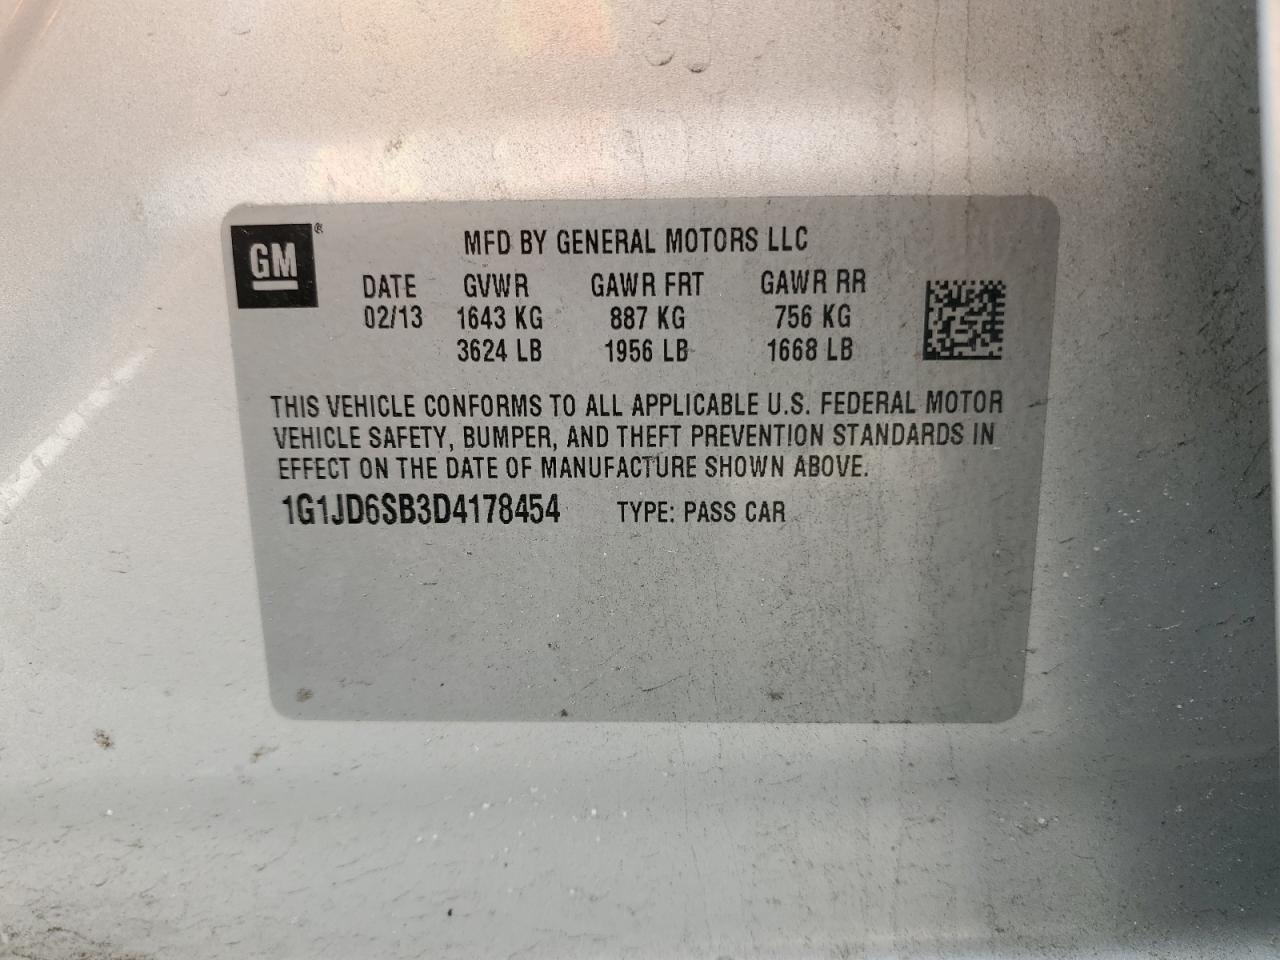 GM®
MFD BY GENERAL MOTORS LLC
DATE GVWR GAWR FRT GAWR RR
02/13 1643 KG 887 KG 756 KG
3624 LB 1956 LB 1668 LB
THIS VEHICLE CONFORMS TO ALL APPLICABLE U.S. FEDERAL MOTOR
VEHICLE SAFETY, BUMPER, AND THEFT PREVENTION STANDARDS IN
EFFECT ON THE DATE OF MANUFACTURE SHOWN ABOVE.
1G1JD6SB3D4178454 TYPE: PASS CAR